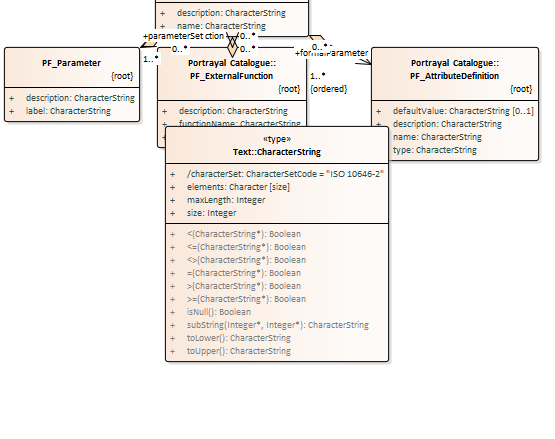 + description: CharacterString
+ name: CharacterString
+parameterSet ction 0..*
0..* 0..*
0..*
+formalParameter
1..*
1..*
{ordered}
PF_Parameter
{root}
+ description: CharacterString
+ label: CharacterString
Portrayal Catalogue::
PF_ExternalFunction
{root}
+ description: CharacterString
+ functionName: CharacterString
+
Portrayal Catalogue::
PF_AttributeDefinition
{root}
+ defaultValue: CharacterString [0..1]
+ description: CharacterString
name: CharacterString
type: CharacterString
«type»
Text::CharacterString
+ /characterSet: CharacterSetCode = "ISO 10646-2"
+ elements: Character [size]
+ maxLength: Integer
+ size: Integer
+ <(CharacterString*): Boolean
+ <=(CharacterString*): Boolean
+ <>(CharacterString*): Boolean
+ =(CharacterString*): Boolean
+ >(CharacterString*): Boolean
+ >=(CharacterString*): Boolean
+ isNull(): Boolean
+ subString(Integer*, Integer*): CharacterString
+ toLower(): CharacterString
+ toUpper(): CharacterString